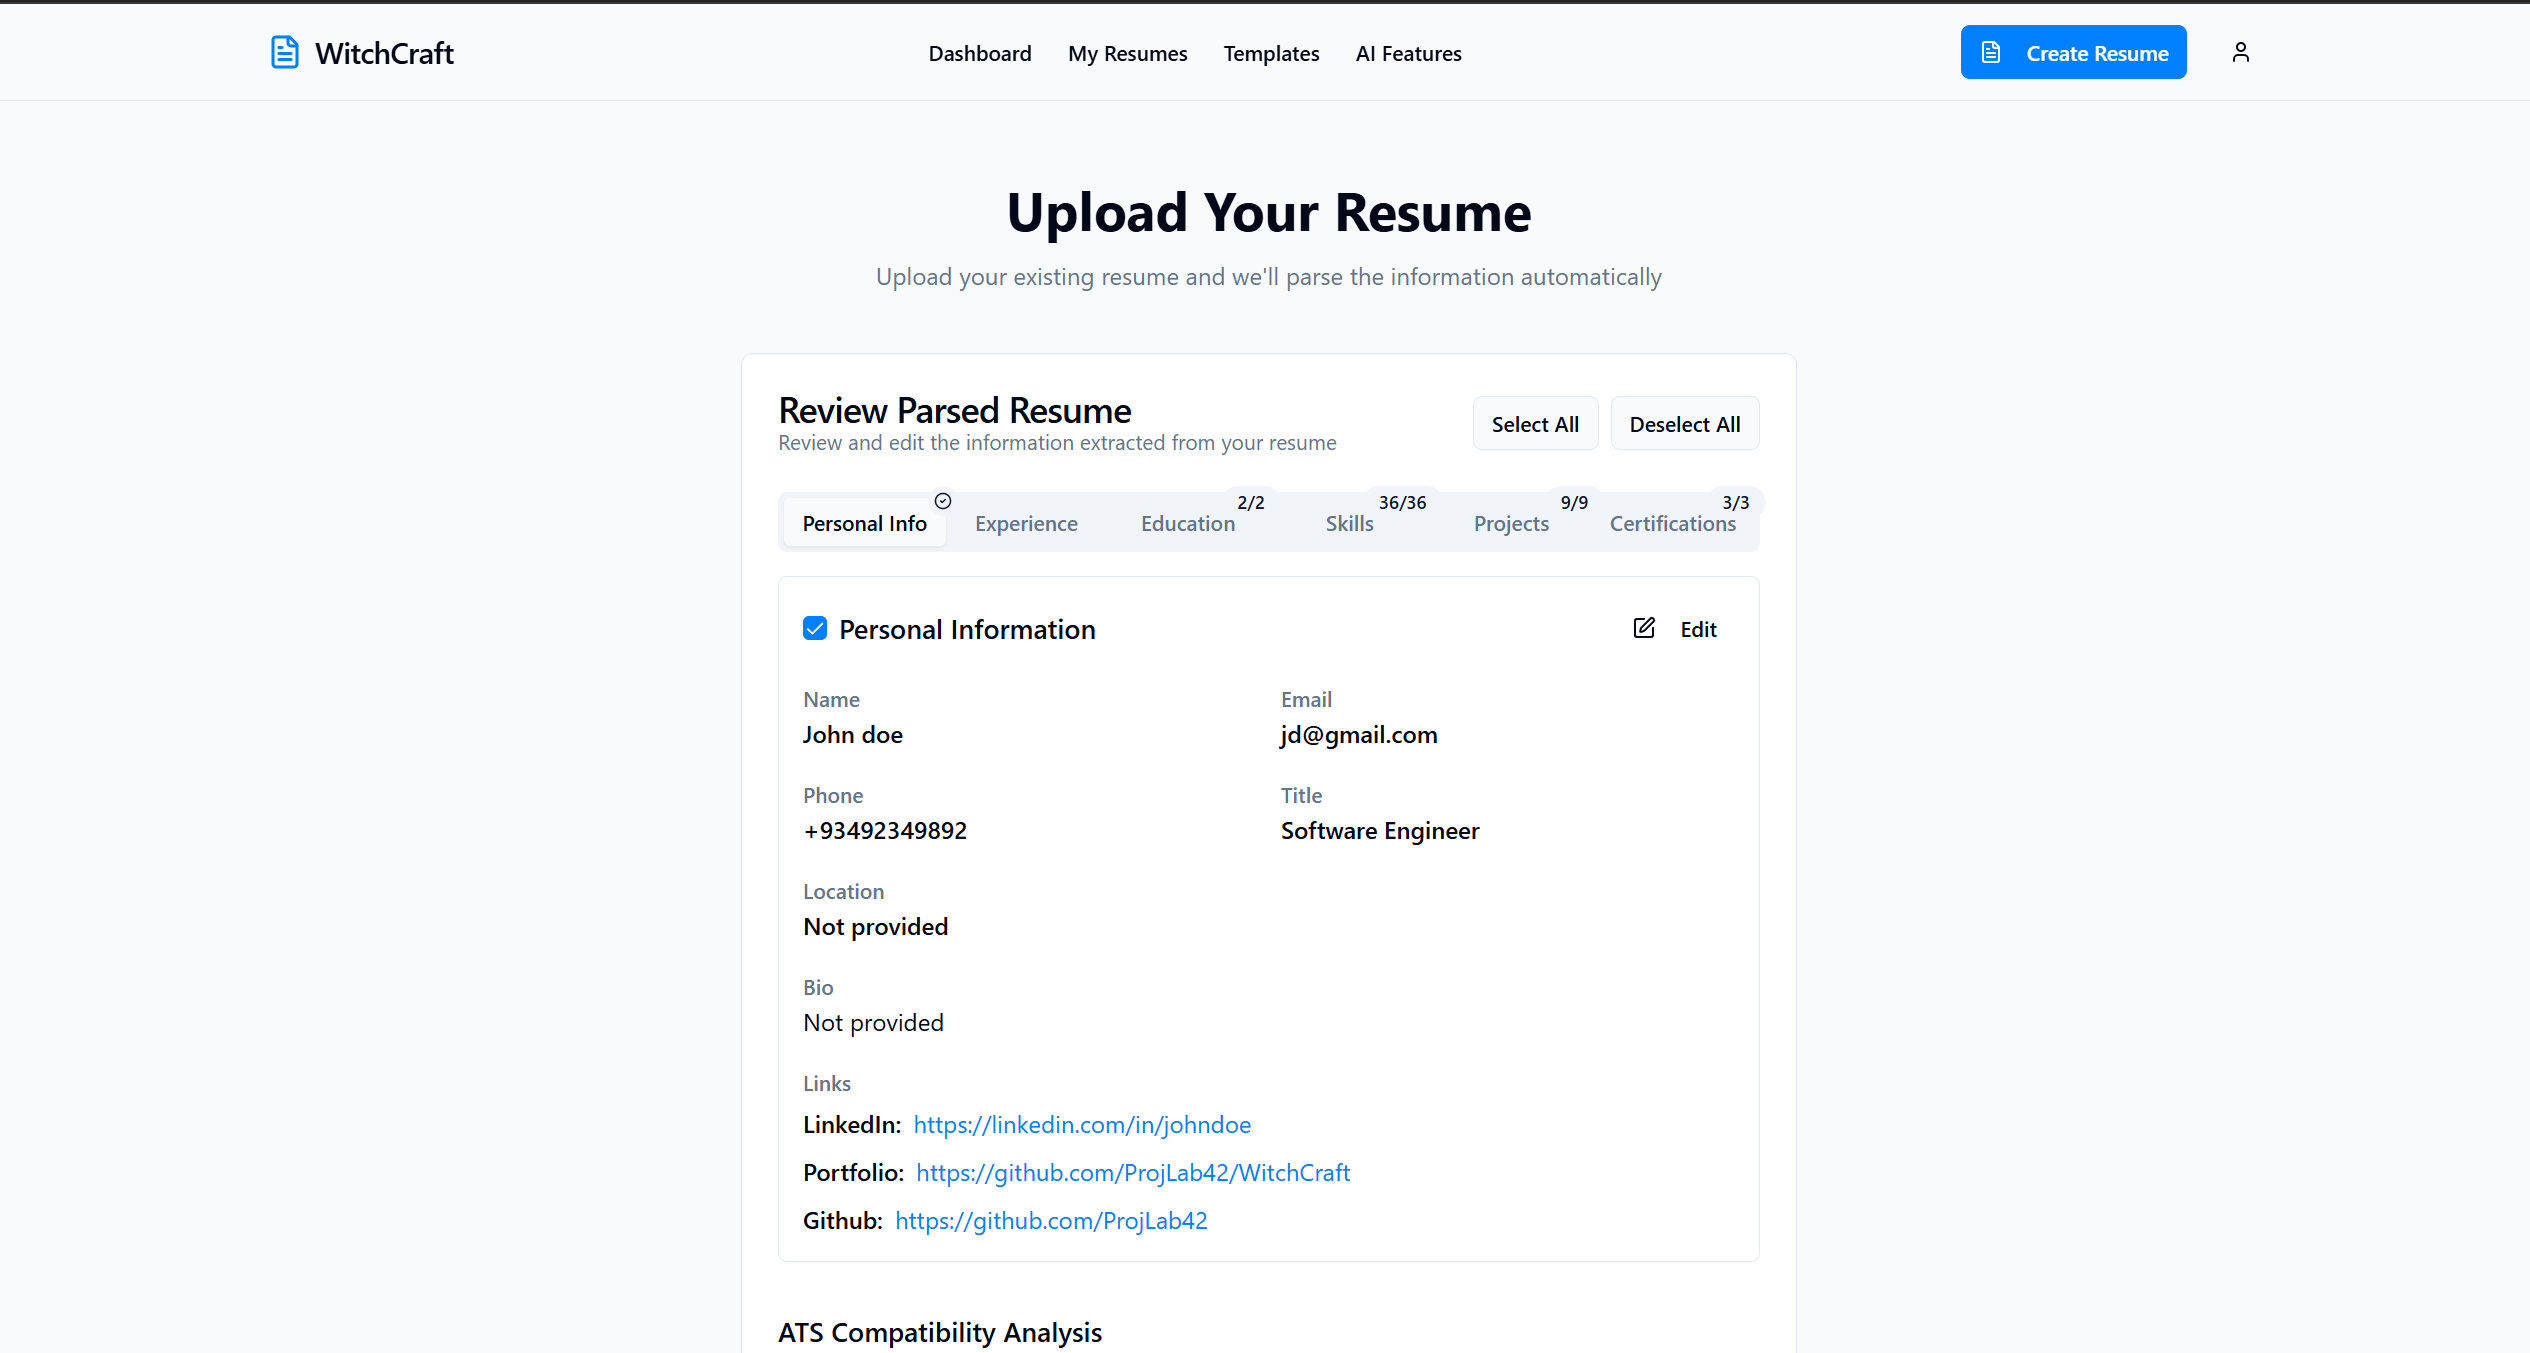 WitchCraft
Dashboard My Resumes Templates AI Features
Create Resume
Upload Your Resume
Upload your existing resume and we'll parse the information automatically
Review Parsed Resume
Review and edit the information extracted from your resume
Select All
Deselect All
Personal Info
Experience
Education 2/2
Skills 36/36
Projects 9/9
Certifications 3/3
Personal Information
Edit
Name
John doe
Email
jd@gmail.com
Phone
+93492349892
Title
Software Engineer
Location
Not provided
Bio
Not provided
Links
LinkedIn: https://linkedin.com/in/johndoe
Portfolio: https://github.com/ProjLab42/WitchCraft
Github: https://github.com/ProjLab42
ATS Compatibility Analysis